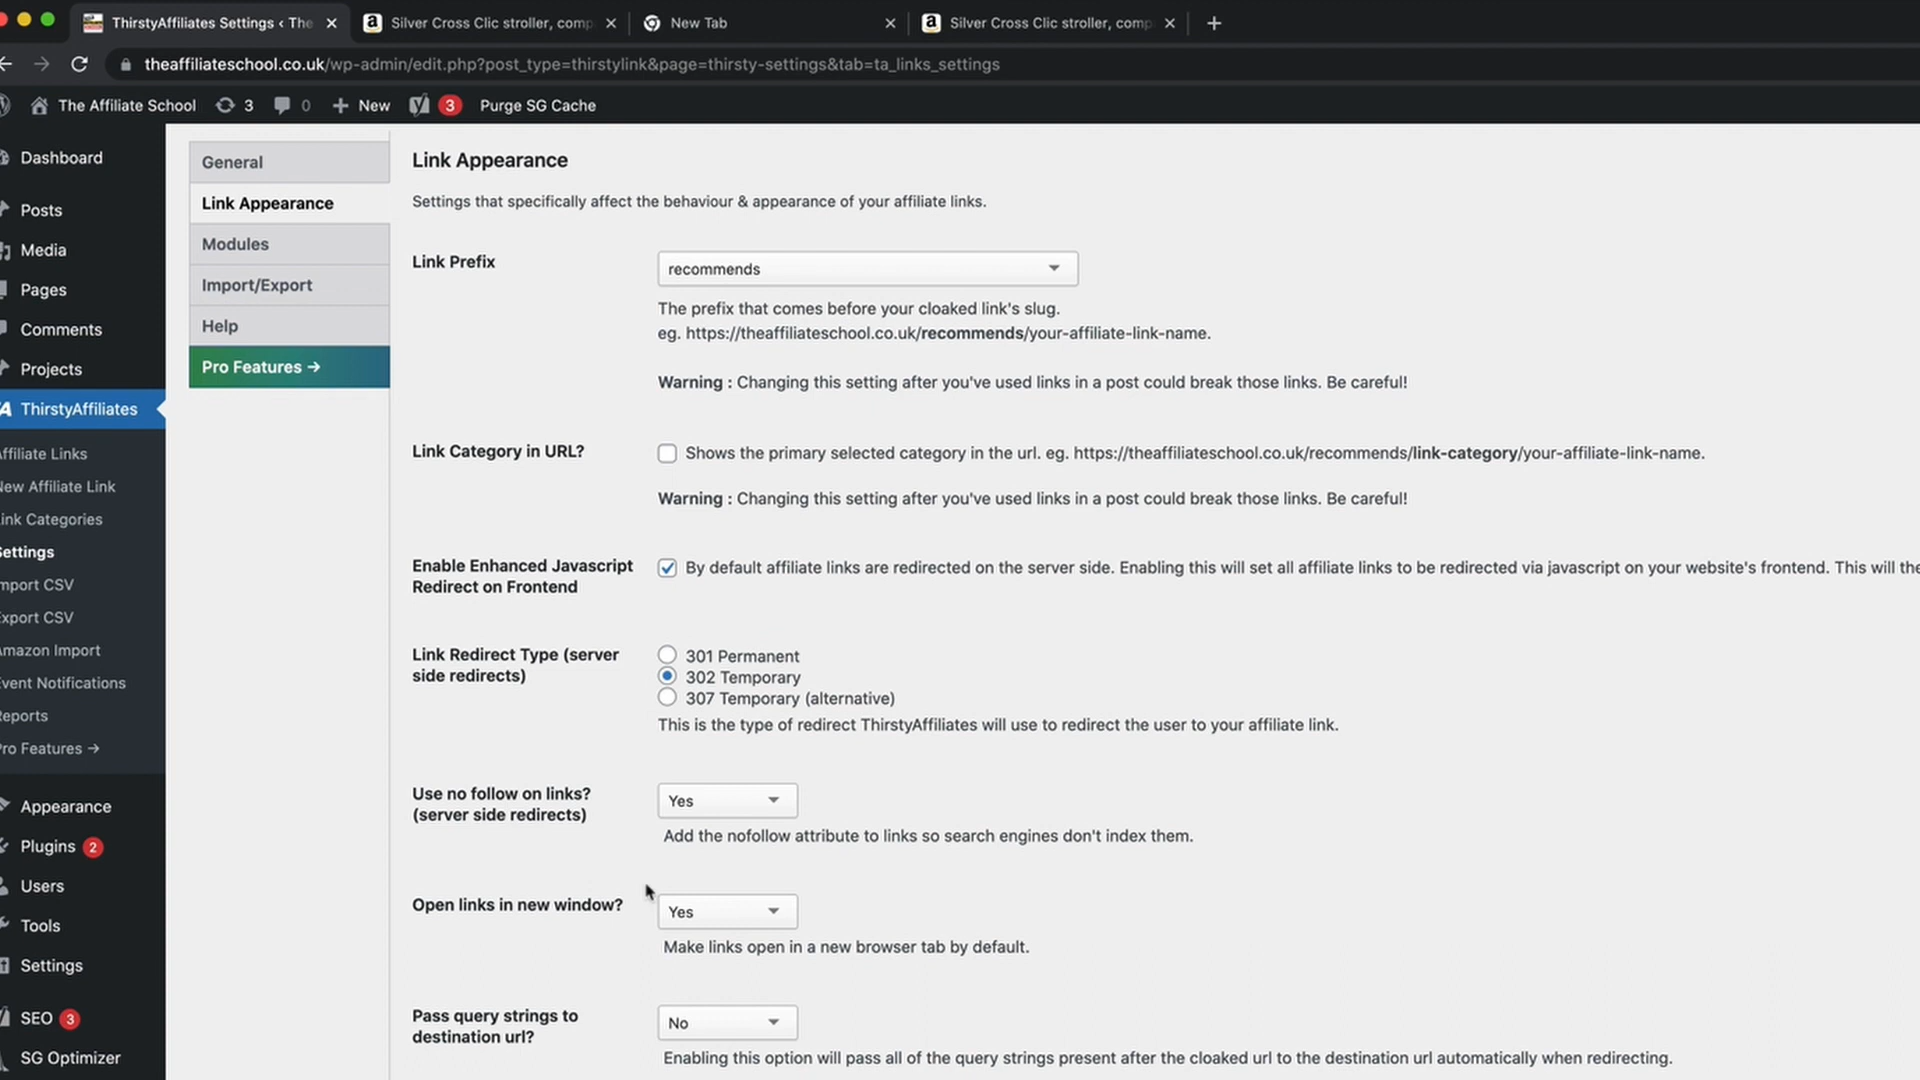 ThirstyAffiliates Settings ‹ The
Silver Cross Clic stroller, comp
New Tab
Silver Cross Clic stroller, comp
theaffiliateschool.co.uk/wp-admin/edit.php?post_type=thirstylink&page=thirsty-settings&tab=ta_links_settings
The Affiliate School
3
0
New
3
Purge SG Cache
Dashboard
Posts
Media
Pages
Comments
Projects
ThirstyAffiliates
ffiliate Links
ew Affiliate Link
ink Categories
ettings
mport CSV
xport CSV
mazon Import
vent Notifications
eports
ro Features →
Appearance
Plugins 2
Users
Tools
Settings
SEO 3
SG Optimizer
General
Link Appearance
Modules
Import/Export
Help
Pro Features →
Link Appearance
Settings that specifically affect the behaviour & appearance of your affiliate links.
Link Prefix
recommends
The prefix that comes before your cloaked link's slug.
eg. https://theaffiliateschool.co.uk/recommends/your-affiliate-link-name.
Warning : Changing this setting after you've used links in a post could break those links. Be careful!
Link Category in URL?
Shows the primary selected category in the url. eg. https://theaffiliateschool.co.uk/recommends/link-category/your-affiliate-link-name.
Warning : Changing this setting after you've used links in a post could break those links. Be careful!
Enable Enhanced Javascript
Redirect on Frontend
By default affiliate links are redirected on the server side. Enabling this will set all affiliate links to be redirected via javascript on your website's frontend. This will the
Link Redirect Type (server
side redirects)
301 Permanent
302 Temporary
307 Temporary (alternative)
This is the type of redirect ThirstyAffiliates will use to redirect the user to your affiliate link.
Use no follow on links?
(server side redirects)
Yes
Add the nofollow attribute to links so search engines don't index them.
Open links in new window?
Yes
Make links open in a new browser tab by default.
Pass query strings to
destination url?
No
Enabling this option will pass all of the query strings present after the cloaked url to the destination url automatically when redirecting.